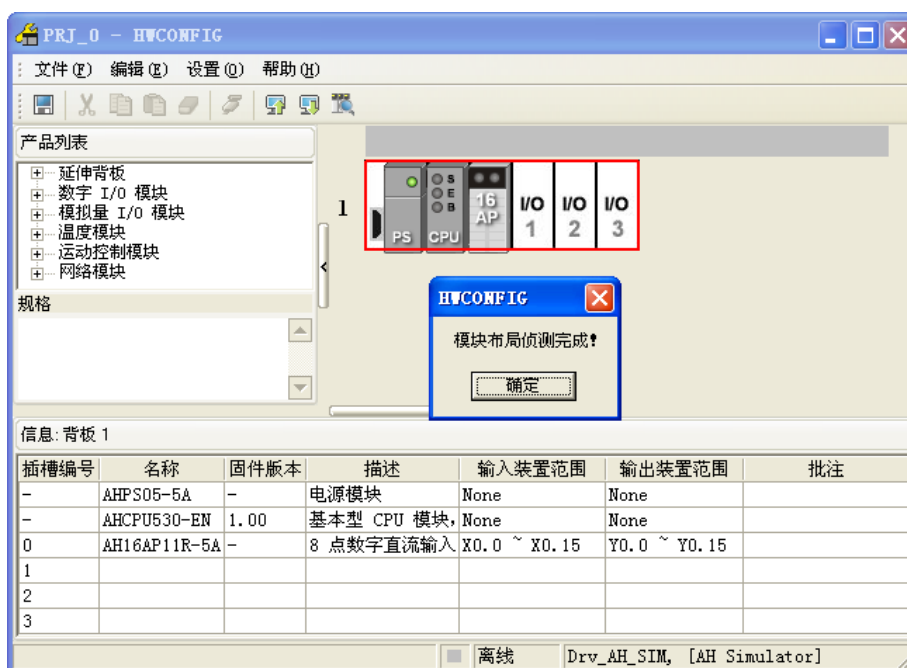 PRJ_0 - HWCONFIG
文件(F) 编辑(E) 设置(O) 帮助(H)
产品列表
延伸背板
数字 I/O 模块
模拟量 I/O 模块
温度模块
运动控制模块
网络模块
规格
1
PS
CPU
S
E
B
16
AP
I/O
1
I/O
2
I/O
3
HWCONFIG
模块布局侦测完成!
确定
信息:背板 1
插槽编号 名称 固件版本 描述 输入装置范围 输出装置范围 批注
- AHPS05-5A - 电源模块 None None
- AHCPU530-EN 1.00 基本型 CPU 模块, None None
0 AH16AP11R-5A - 8 点数字直流输入 X0.0 ~ X0.15 Y0.0 ~ Y0.15
1
2
3
离线 Drv_AH_SIM, [AH Simulator]